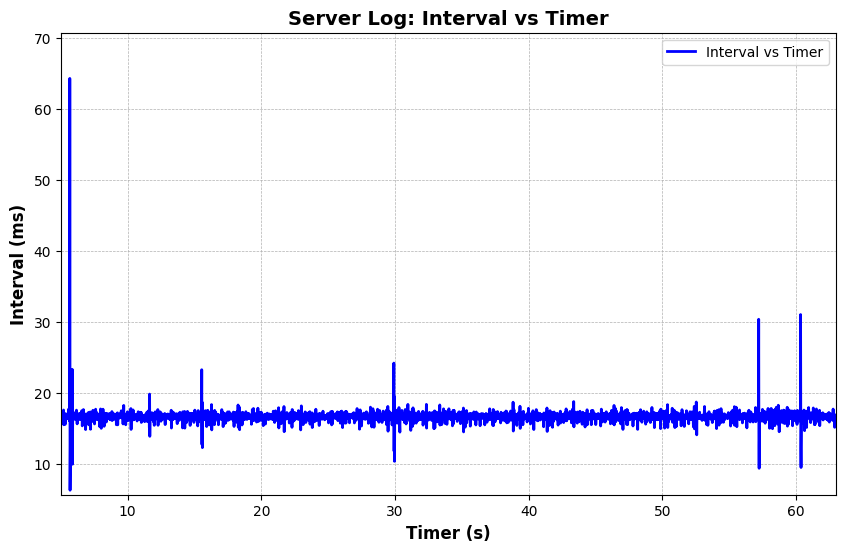 Server Log: Interval vs Timer
Interval vs Timer
70
60
50
40
30
20
10
Interval (ms)
10 20 30 40 50 60
Timer (s)